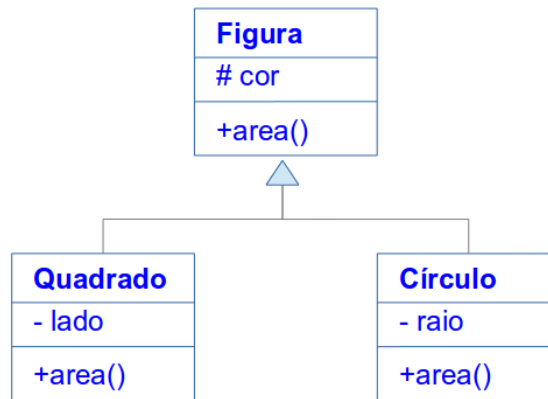 Figura
# cor
+area()
Quadrado
- lado
+area()
Círculo
- raio
+area()